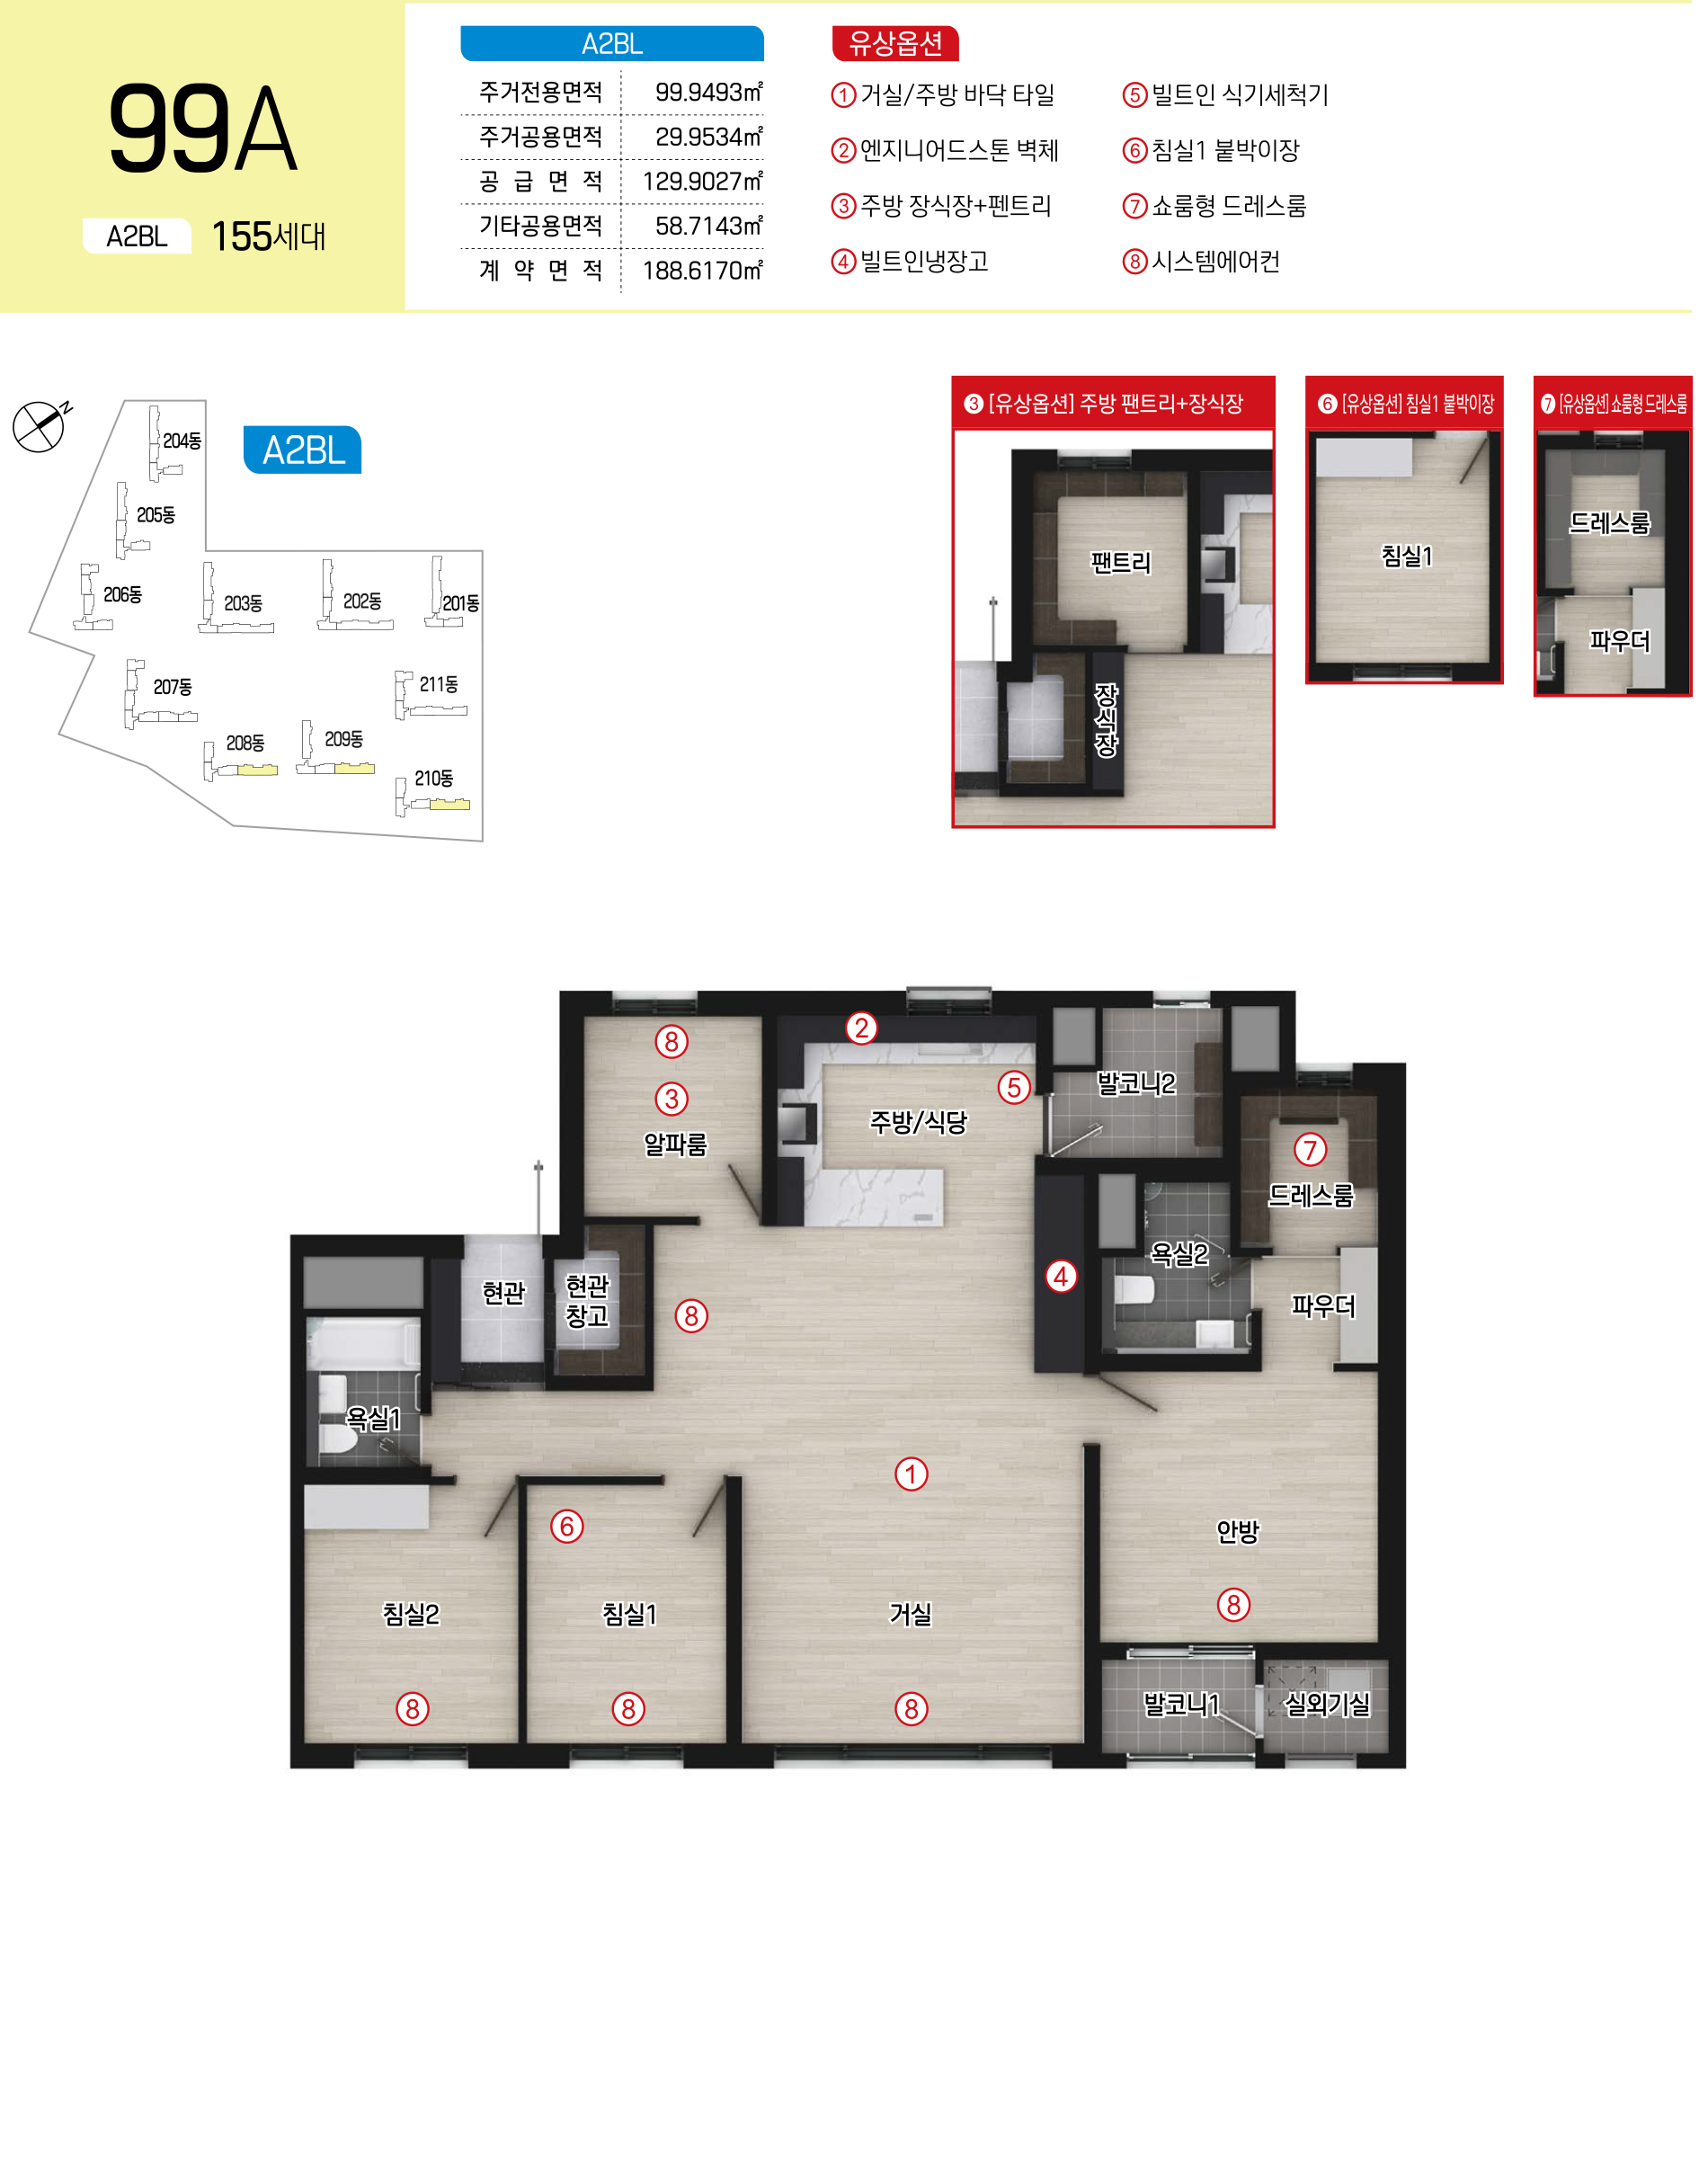 99A
A2BL 155세대
A2BL
주거전용면적 99.9493㎡
주거공용면적 29.9534㎡
공 급 면 적 129.9027㎡
기타공용면적 58.7143㎡
계 약 면 적 188.6170㎡
유상옵션
① 거실/주방 바닥 타일
② 엔지니어드스톤 벽체
③ 주방 장식장+펜트리
④ 빌트인냉장고
⑤ 빌트인 식기세척기
⑥ 침실1 붙박이장
⑦ 쇼룸형 드레스룸
⑧ 시스템에어컨
N
A2BL
204동
205동
206동
203동
202동
201동
207동
211동
208동
209동
210동
❸ [유상옵션] 주방 팬트리+장식장
팬트리
장식장
❻ [유상옵션] 침실1 붙박이장
침실1
❼ [유상옵션] 쇼룸형 드레스룸
드레스룸
파우더
⑧
③
알파룸
②
⑤
주방/식당
발코니2
⑦
드레스룸
욕실2
④
파우더
현관
현관
창고
⑧
욕실1
①
⑥
안방
⑧
침실2
침실1
거실
⑧
⑧
⑧
발코니1
실외기실